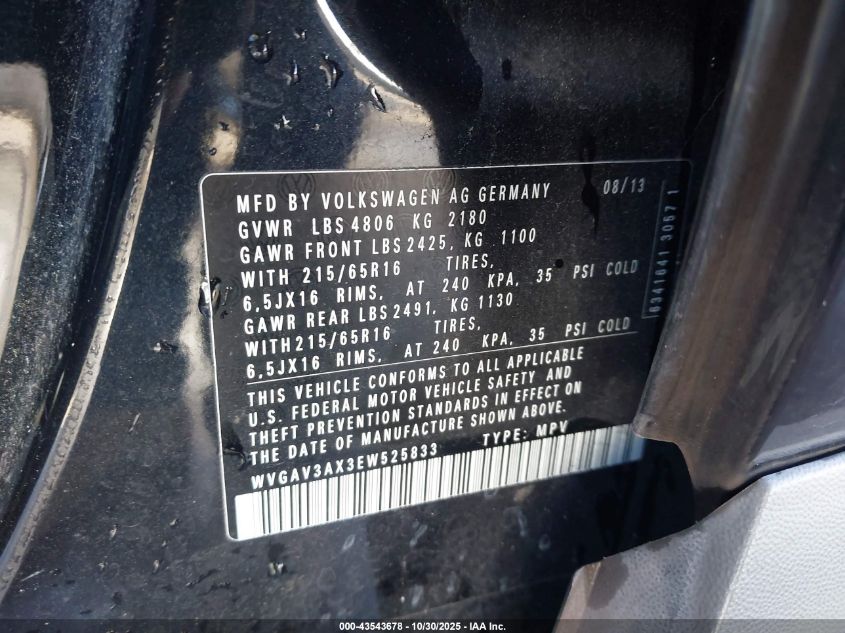 MFD BY VOLKSWAGEN AG GERMANY 08/13
GVWR LBS 4806 KG 2180
GAWR FRONT LBS 2425, KG 1100
WITH 215/65R16 TIRES,
6,5JX16 RIMS, AT 240 KPA, 35 PSI COLD
GAWR REAR LBS 2491, KG 1130
WITH 215/65R16 TIRES,
6,5JX16 RIMS, AT 240 KPA, 35 PSI COLD
THIS VEHICLE CONFORMS TO ALL APPLICABLE
U.S. FEDERAL MOTOR VEHICLE SAFETY AND
THEFT PREVENTION STANDARDS IN EFFECT ON
THE DATE OF MANUFACTURE SHOWN ABOVE.
WVGAV3AX3EW525833 TYPE: MPV
6341641 30571
000-43543678 - 10/30/2025 - IAA Inc.